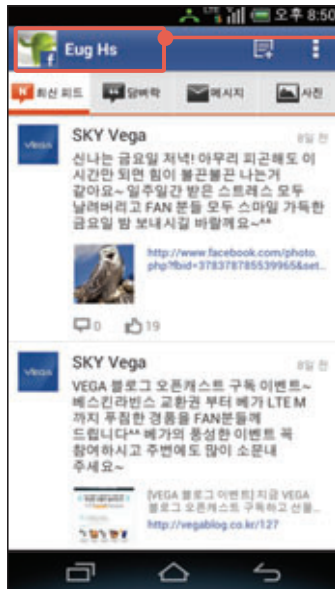 오후 8:50
Eug Hs
최신 피드 담벼락 메시지 사진
SKY Vega
8일 전
신나는 금요일 저녁! 아무리 피곤해도 이
시간만 되면 힘이 불끈불끈 나는거
같아요~ 일주일간 받은 스트레스 모두
날려버리고 FAN 분들 모두 스마일 가득한
금요일 밤 보내시길 바랄께요~^^
http://www.facebook.com/photo.
php?fbid=378378785539965&set...
0 19
SKY Vega
8일 전
VEGA 블로그 오픈캐스트 구독 이벤트~
베스킨라빈스 교환권 부터 베가 LTE M
까지 푸짐한 경품을 FAN분들께
드립니다^^ 베가의 풍성한 이벤트 꼭
참여하시고 주변에도 많이 소문내
주세요~
[VEGA 블로그 이벤트] 지금 VEGA
블로그 오픈캐스트 구독하고 선물...
http://vegablog.co.kr/127